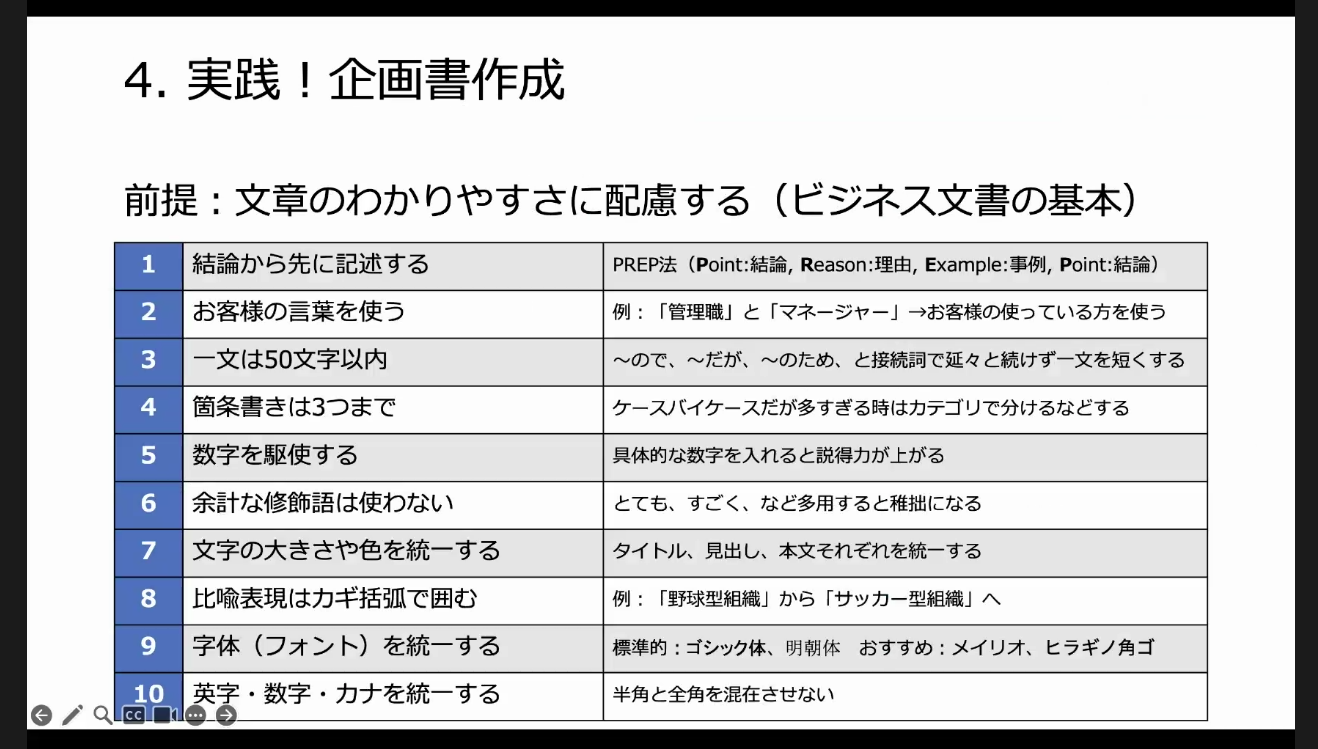 4. 実践！企画書作成
前提：文章のわかりやすさに配慮する（ビジネス文書の基本）
1 結論から先に記述する PREP法（Point:結論, Reason:理由, Example:事例, Point:結論）
2 お客様の言葉を使う 例：「管理職」と「マネージャー」→お客様の使っている方を使う
3 一文は50文字以内 ～ので、～だが、～のため、と接続詞で延々と続けず一文を短くする
4 箇条書きは3つまで ケースバイケースだが多すぎる時はカテゴリで分けるなどする
5 数字を駆使する 具体的な数字を入れると説得力が上がる
6 余計な修飾語は使わない とても、すごく、など多用すると稚拙になる
7 文字の大きさや色を統一する タイトル、見出し、本文それぞれを統一する
8 比喩表現はカギ括弧で囲む 例：「野球型組織」から「サッカー型組織」へ
9 字体（フォント）を統一する 標準的：ゴシック体、明朝体　おすすめ：メイリオ、ヒラギノ角ゴ
10 英字・数字・カナを統一する 半角と全角を混在させない
CC